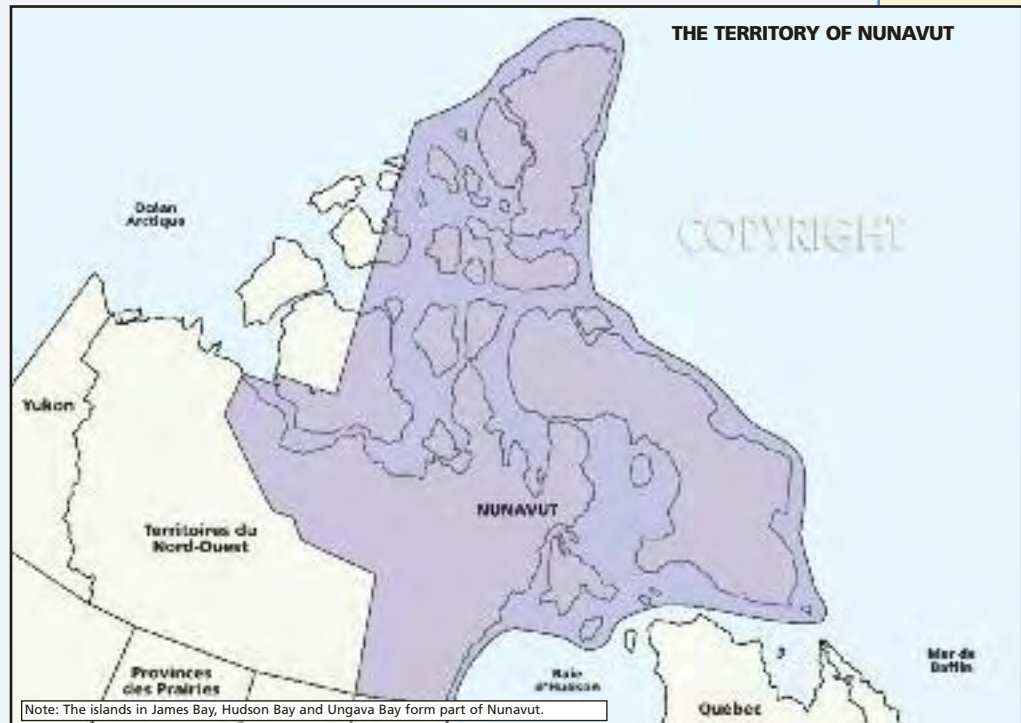 THE TERRITORY OF NUNAVUT
Océan
Arctique
COPYRIGHT
Yukon
NUNAVUT
Territoires du
Nord-Ouest
Provinces
des Prairies
Baie
d'Hudson
Mer de
Baffin
Québec
Note: The islands in James Bay, Hudson Bay and Ungava Bay form part of Nunavut.